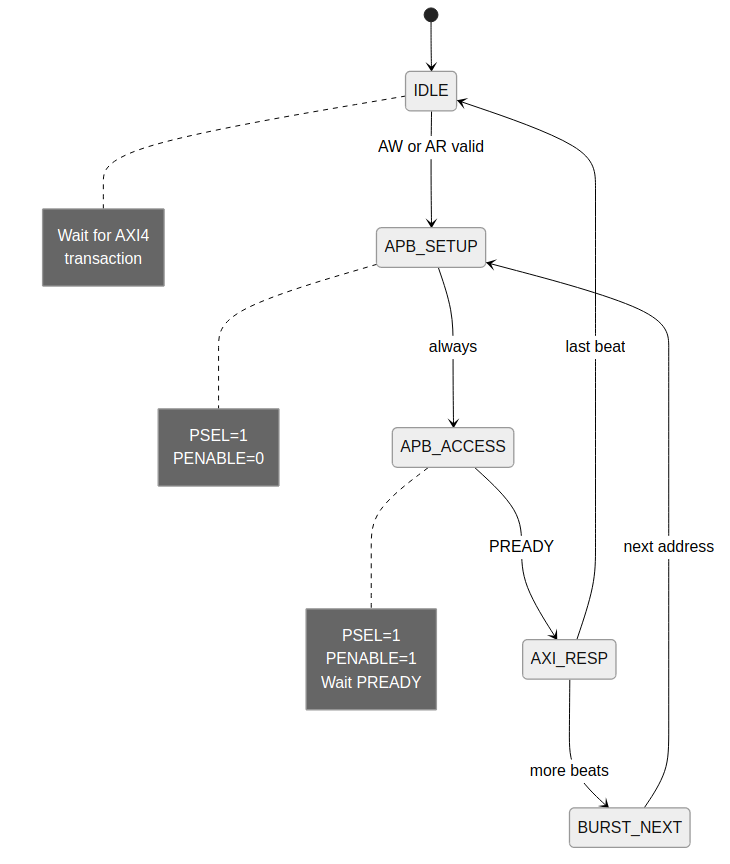 IDLE
AW or AR valid
Wait for AXI4
transaction
APB_SETUP
always
last beat
PSEL=1
PENABLE=0
APB_ACCESS
PREADY
next address
PSEL=1
PENABLE=1
Wait PREADY
AXI_RESP
more beats
BURST_NEXT